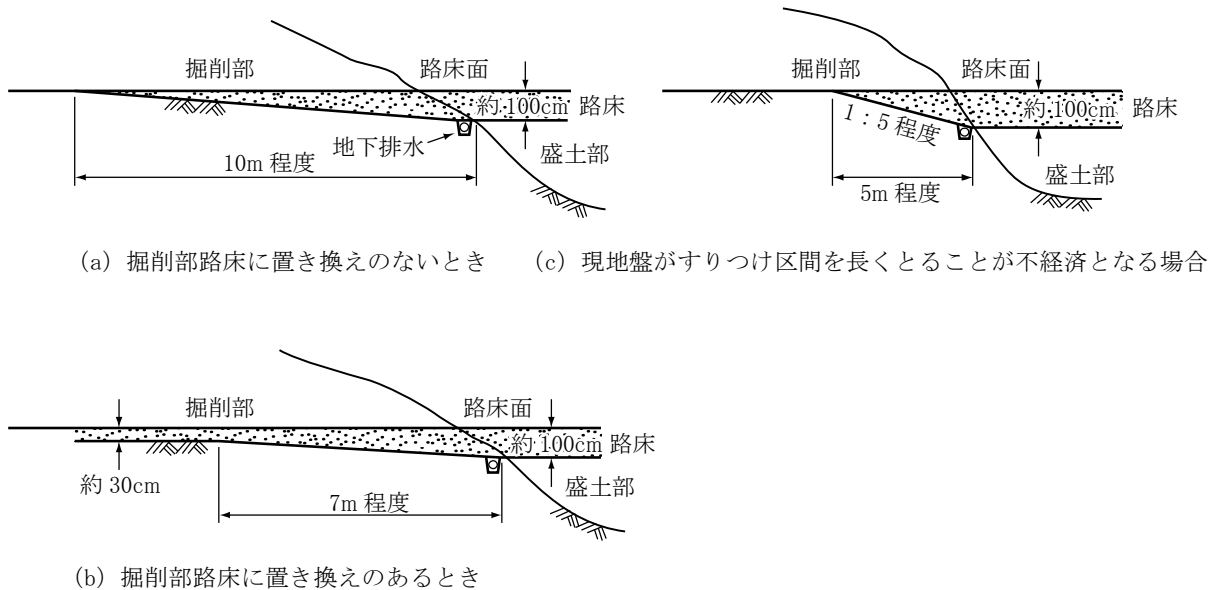 掘削部
路床面
約100cm 路床
地下排水
盛土部
10m 程度
(a) 掘削部路床に置き換えのないとき
掘削部
路床面
約100cm 路床
1:5 程度
盛土部
5m 程度
(c) 現地盤がすりつけ区間を長くとることが不経済となる場合
掘削部
路床面
約100cm 路床
約 30cm
盛土部
7m 程度
(b) 掘削部路床に置き換えのあるとき